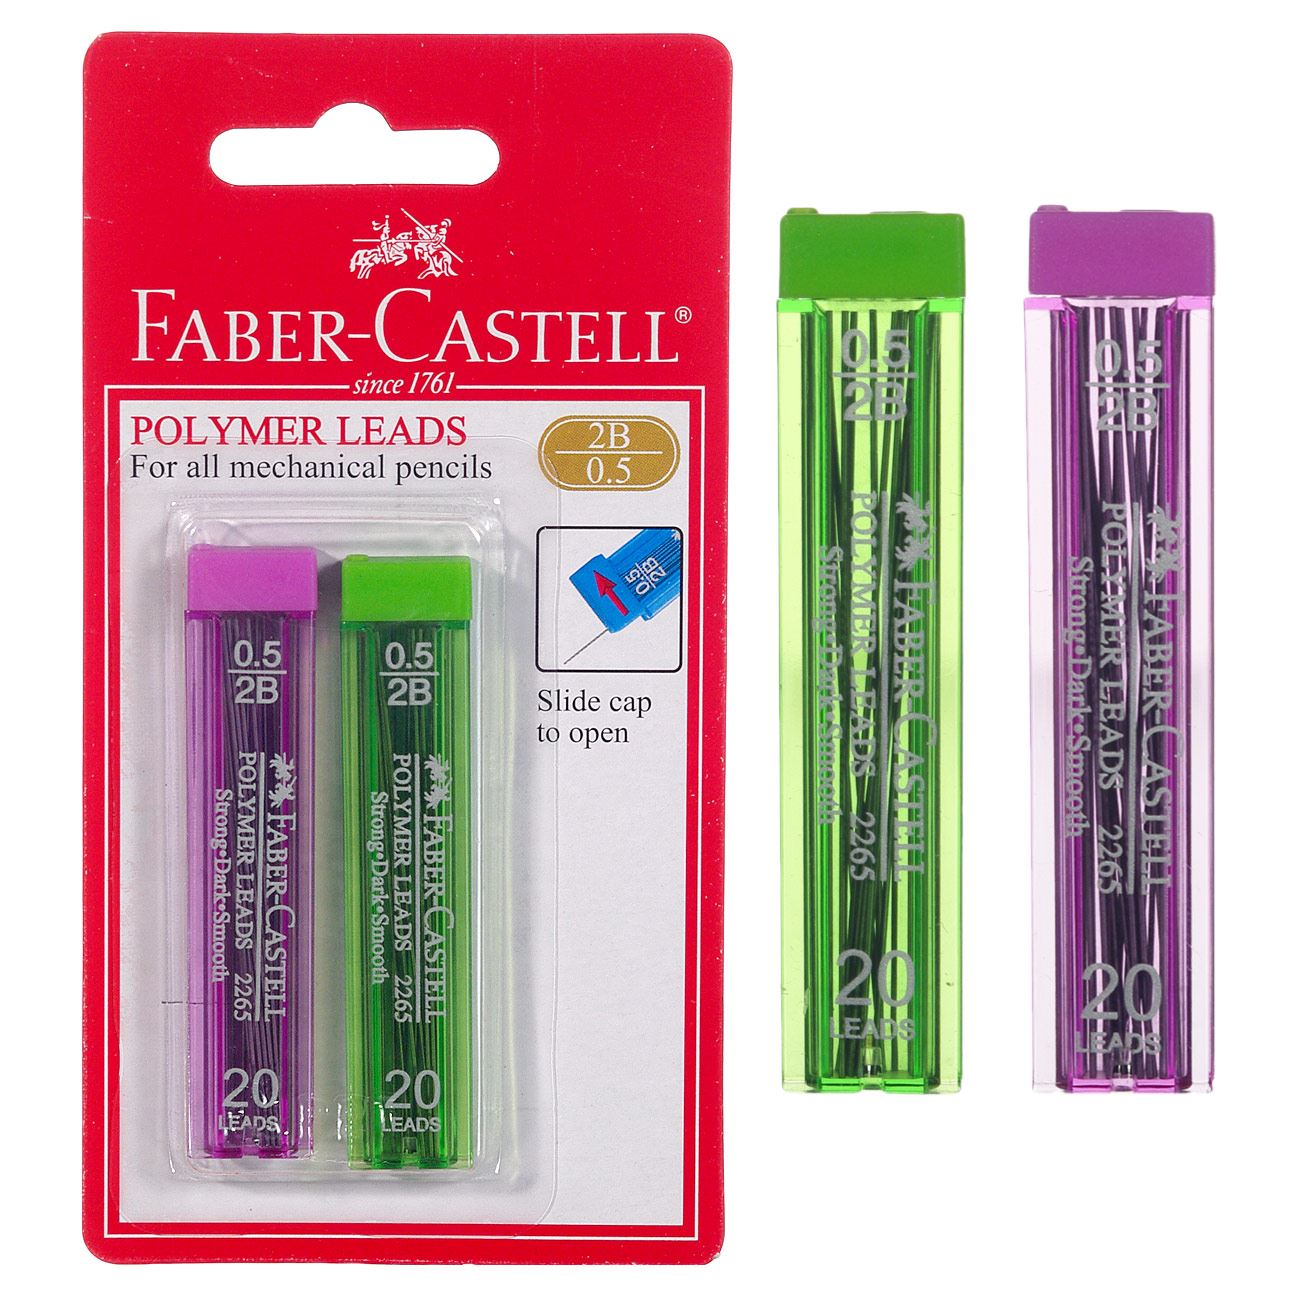 FABER-CASTELL®
since 1761
POLYMER LEADS
For all mechanical pencils
2B
0.5
0.5
2B
Slide cap
to open
0.5
2B
FABER-CASTELL
POLYMER LEADS 2265
Strong•Dark•Smooth
20
LEADS
0.5
2B
FABER-CASTELL
POLYMER LEADS 2265
Strong•Dark•Smooth
20
LEADS
0.5
2B
FABER-CASTELL
POLYMER LEADS 2265
Strong•Dark•Smooth
20
LEADS
0.5
2B
FABER-CASTELL
POLYMER LEADS 2265
Strong•Dark•Smooth
20
LEADS